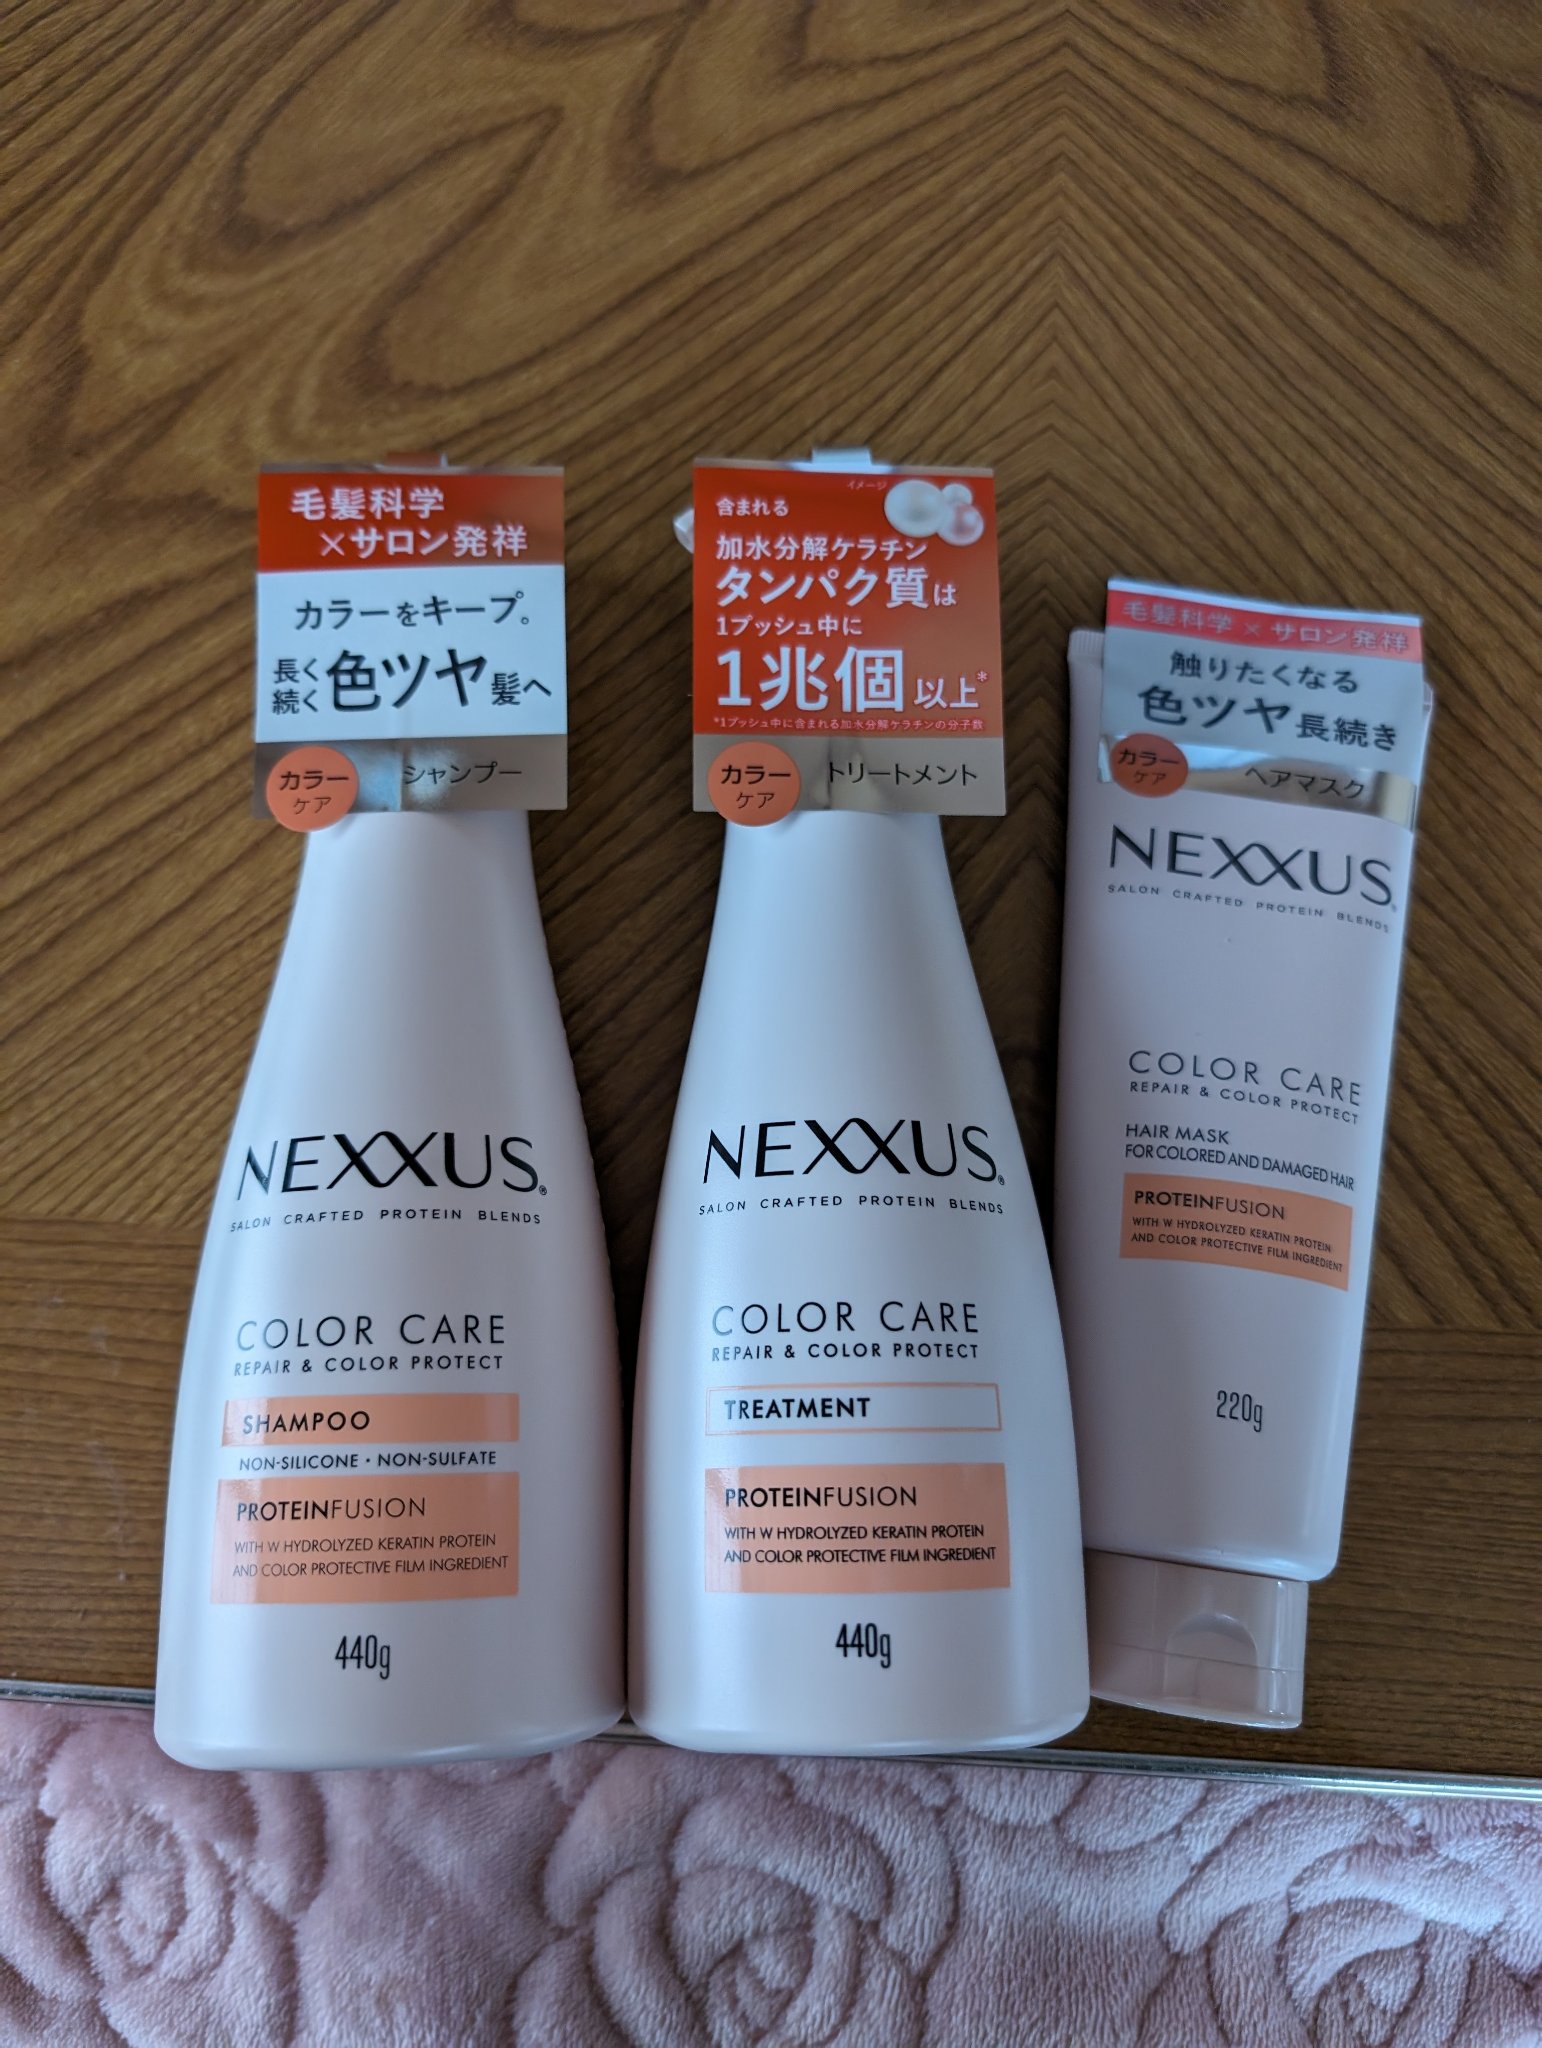 毛髪科学
×サロン発祥
カラーをキープ。
長く
続く
色ツヤ髪へ
カラー
ケア
シャンプー
NEXXUS®
SALON CRAFTED PROTEIN BLENDS
COLOR CARE
REPAIR & COLOR PROTECT
SHAMPOO
NON-SILICONE・NON-SULFATE
PROTEINFUSION
WITH W HYDROLYZED KERATIN PROTEIN
AND COLOR PROTECTIVE FILM INGREDIENT
440g
イメージ
含まれる
加水分解ケラチン
タンパク質は
1プッシュ中に
1兆個以上*
*1プッシュ中に含まれる加水分解ケラチンの分子数
カラー
ケア
トリートメント
NEXXUS®
SALON CRAFTED PROTEIN BLENDS
COLOR CARE
REPAIR & COLOR PROTECT
TREATMENT
PROTEINFUSION
WITH W HYDROLYZED KERATIN PROTEIN
AND COLOR PROTECTIVE FILM INGREDIENT
440g
毛髪科学×サロン発祥
触りたくなる
色ツヤ長続き
カラー
ケア
ヘアマスク
NEXXUS®
SALON CRAFTED PROTEIN BLENDS
COLOR CARE
REPAIR & COLOR PROTECT
HAIR MASK
FOR COLORED AND DAMAGED HAIR
PROTEINFUSION
WITH W HYDROLYZED KERATIN PROTEIN
AND COLOR PROTECTIVE FILM INGREDIENT
220g